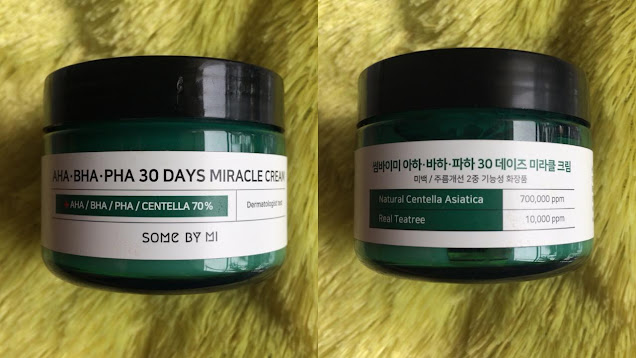 AHA·BHA·PHA 30 DAYS MIRACLE CREAM
+ AHA / BHA / PHA / CENTELLA 70%
Dermatologist test
SOME BY MI
썸바이미 아하·바하·파하 30 데이즈 미라클 크림
미백 / 주름개선 2중 기능성 화장품
Natural Centella Asiatica 700,000 ppm
Real Teatree 10,000 ppm